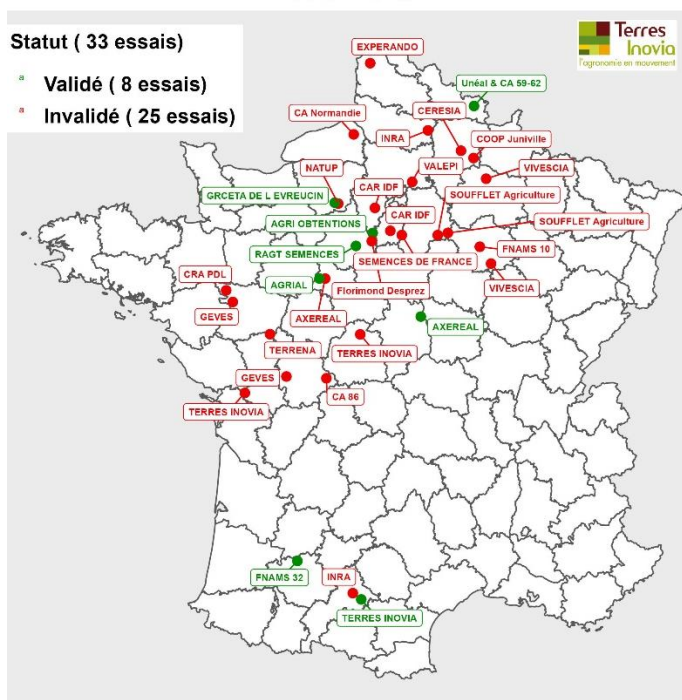 Statut ( 33 essais)
Validé ( 8 essais)
Invalidé ( 25 essais)
Terres
Inovia
l'agronomie en mouvement
EXPERANDO
Unéal & CA 59-62
CERESIA
CA Normandie
INRA
COOP Juniville
NATUP
VALEPI
VIVESCIA
CAR IDF
GRCETA DE L EVREUCIN
SOUFFLET Agriculture
CAR IDF
AGRI OBTENTIONS
SOUFFLET Agriculture
RAGT SEMENCES
FNAMS 10
SEMENCES DE FRANCE
CRA PDL
AGRIAL
Florimond Desprez
VIVESCIA
GEVES
AXEREAL
AXEREAL
TERRENA
TERRES INOVIA
GEVES
CA 86
TERRES INOVIA
FNAMS 32
INRA
TERRES INOVIA